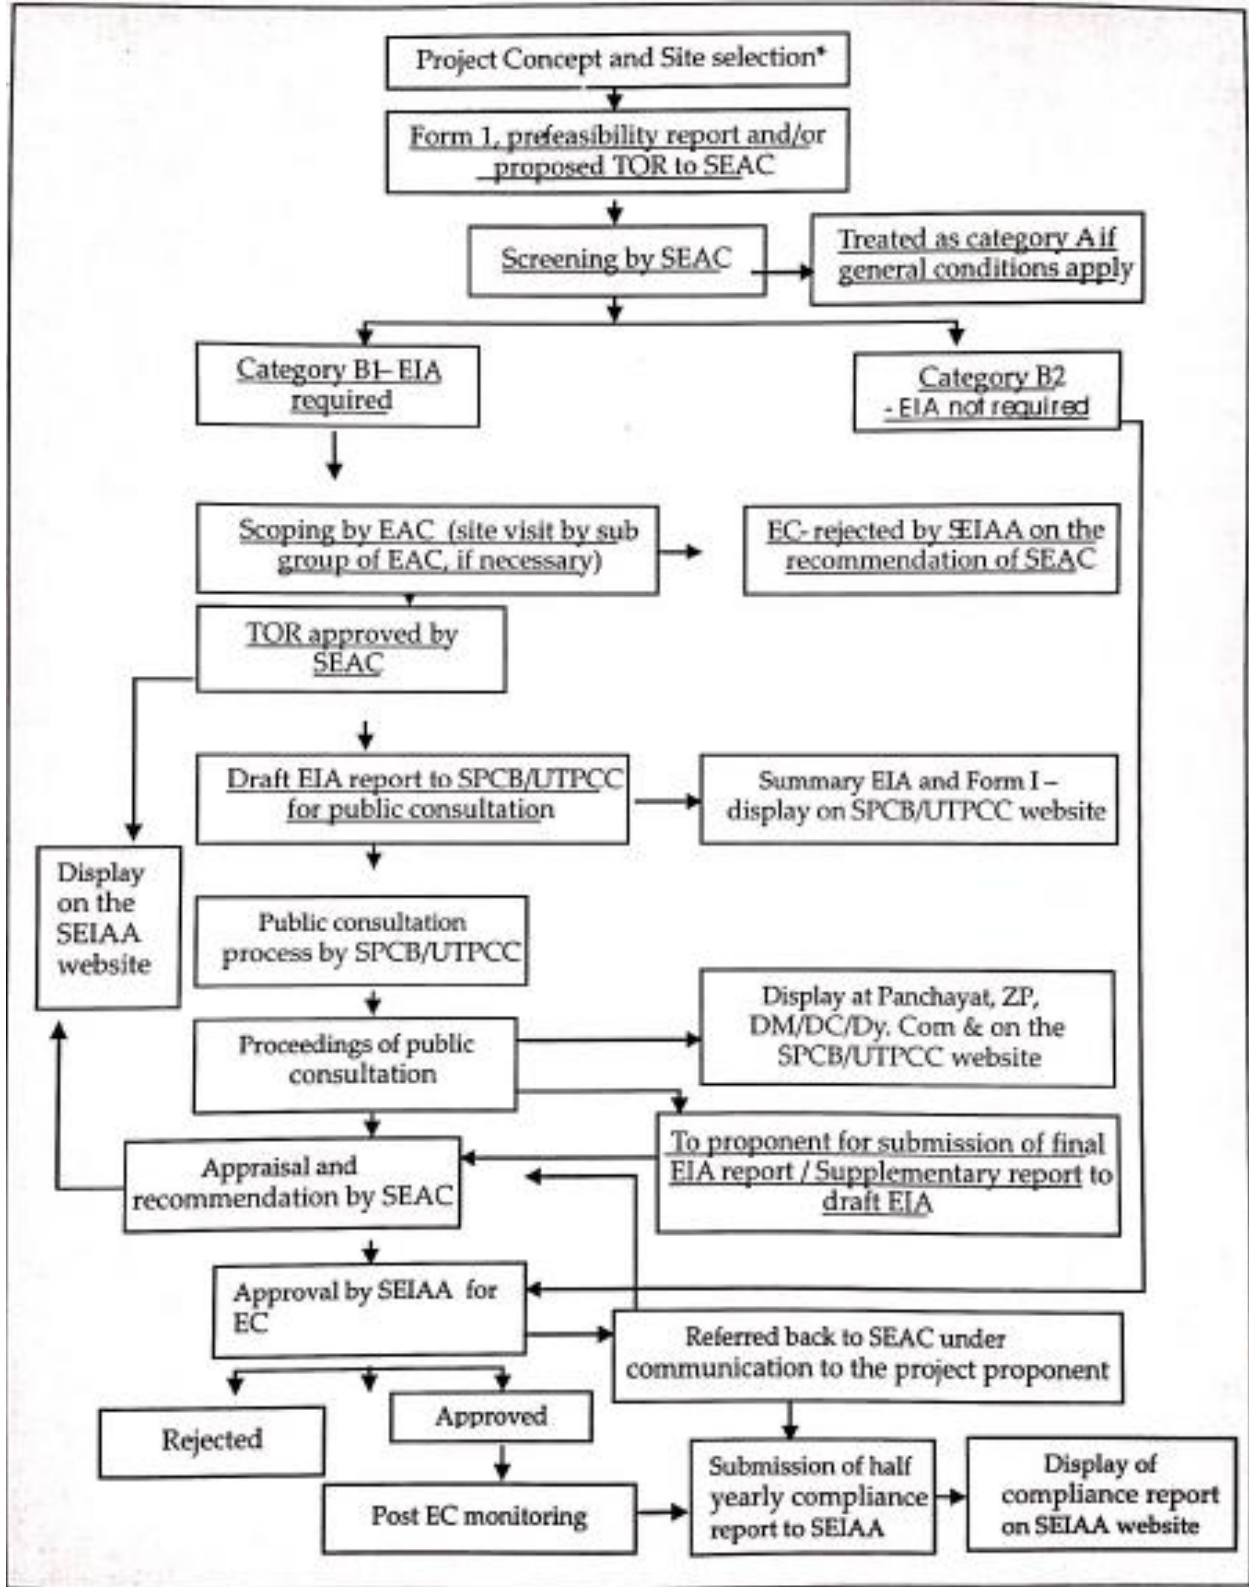 Project Concept and Site selection*
Form 1, prefeasibility report and/or
proposed TOR to SEAC
Screening by SEAC
Treated as category A if
general conditions apply
Category B1– EIA
required
Category B2
- EIA not required
Scoping by EAC (site visit by sub
group of EAC, if necessary)
EC- rejected by SEIAA on the
recommendation of SEAC
TOR approved by
SEAC
Draft EIA report to SPCB/UTPCC
for public consultation
Summary EIA and Form I –
display on SPCB/UTPCC website
Display
on the
SEIAA
website
Public consultation
process by SPCB/UTPCC
Proceedings of public
consultation
Display at Panchayat, ZP,
DM/DC/Dy. Com & on the
SPCB/UTPCC website
Appraisal and
recommendation by SEAC
To proponent for submission of final
EIA report / Supplementary report to
draft EIA
Approval by SEIAA for
EC
Referred back to SEAC under
communication to the project proponent
Rejected
Approved
Post EC monitoring
Submission of half
yearly compliance
report to SEIAA
Display of
compliance report
on SEIAA website